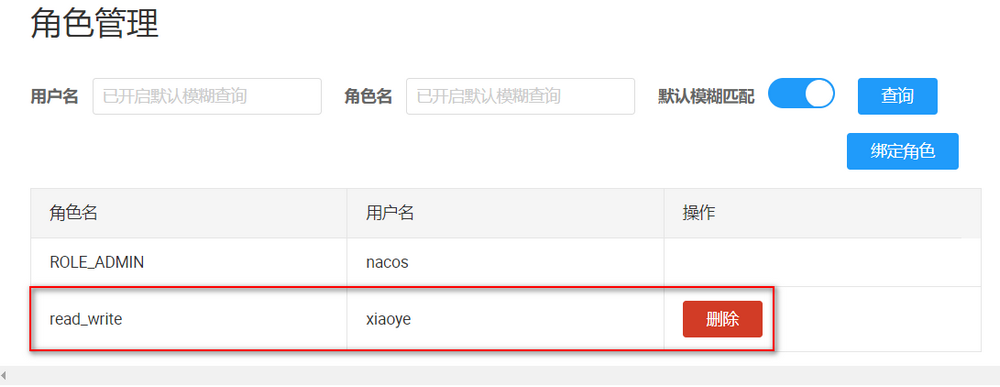 角色管理
用户名 已开启默认模糊查询 角色名 已开启默认模糊查询 默认模糊匹配 查询
绑定角色
角色名 用户名 操作
ROLE_ADMIN nacos
read_write xiaoye 删除